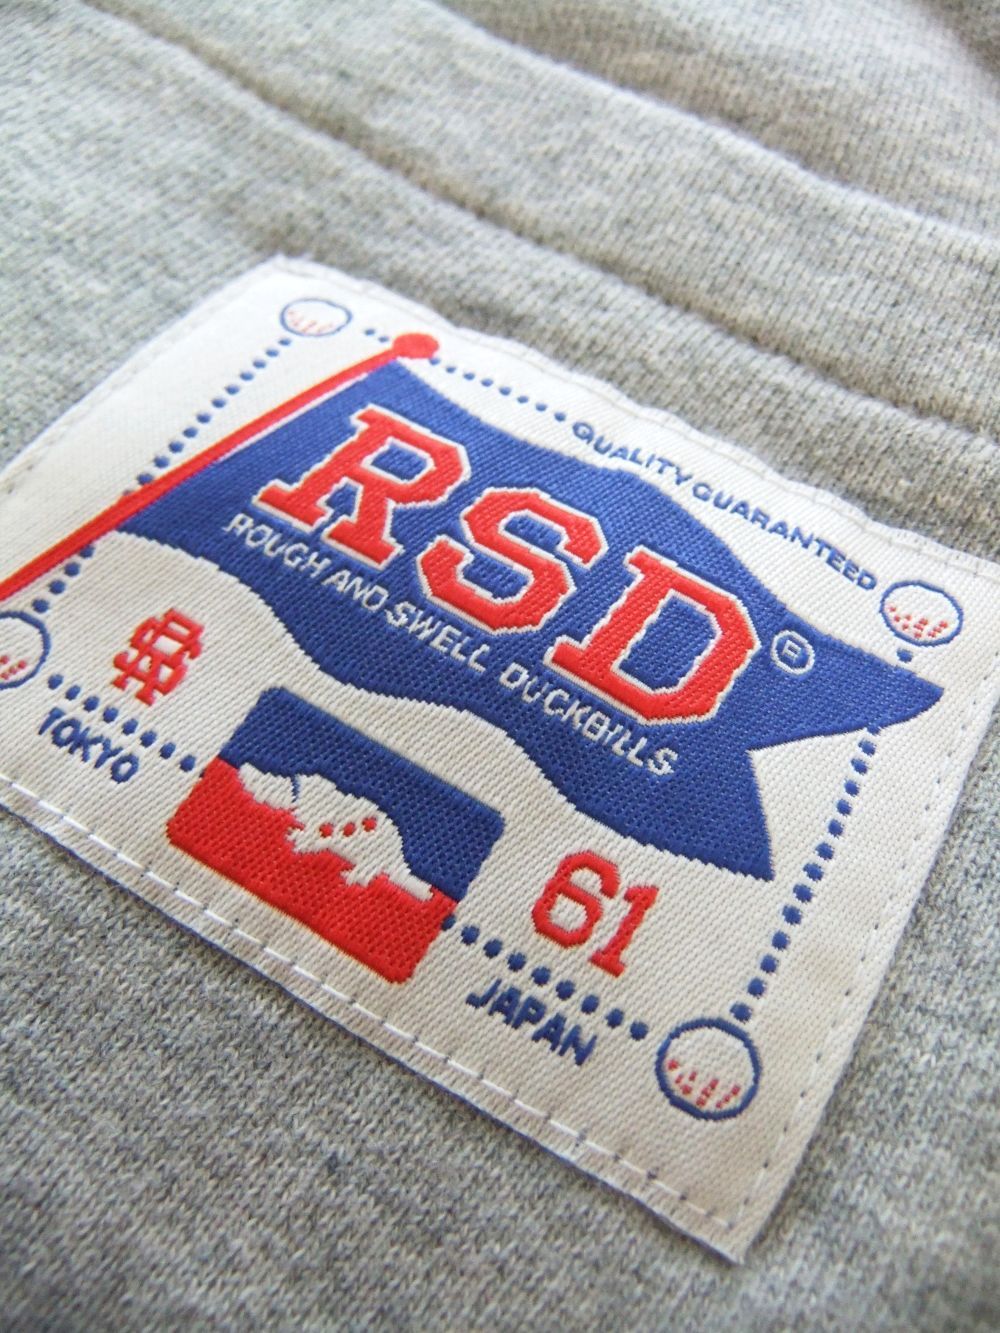 QUALITY GUARANTEED
RSD®
ROUGH AND SWELL DUCKBILLS
TOKYO
61
JAPAN